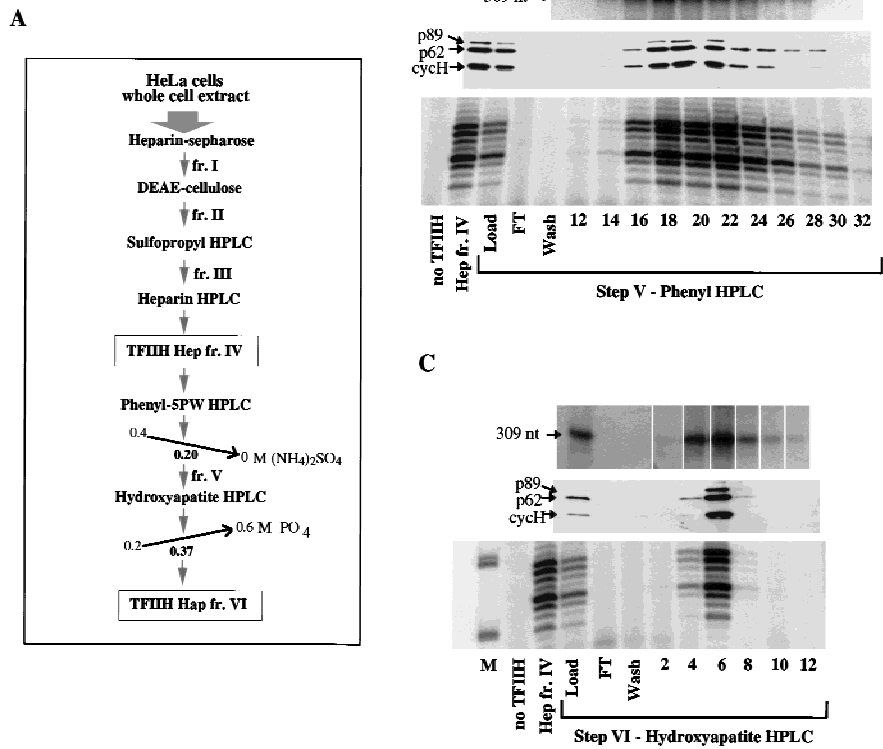 A
HeLa cells
whole cell extract
Heparin-sepharose
fr. I
DEAE-cellulose
fr. II
Sulfopropyl HPLC
fr. III
Heparin HPLC
TFIIH Hep fr. IV
Phenyl-5PW HPLC
0.4
0.20
0 M (NH4)2SO4
fr. V
Hydroxyapatite HPLC
0.6 M PO4
0.2
0.37
TFIIH Hap fr. VI
p89
p62
cycH
no TFIIH
Hep fr. IV
Load
FT
Wash
12 14 16 18 20 22 24 26 28 30 32
Step V - Phenyl HPLC
C
309 nt
p89
p62
cycH
M
no TFIIH
Hep fr. IV
Load
FT
Wash
2 4 6 8 10 12
Step VI - Hydroxyapatite HPLC